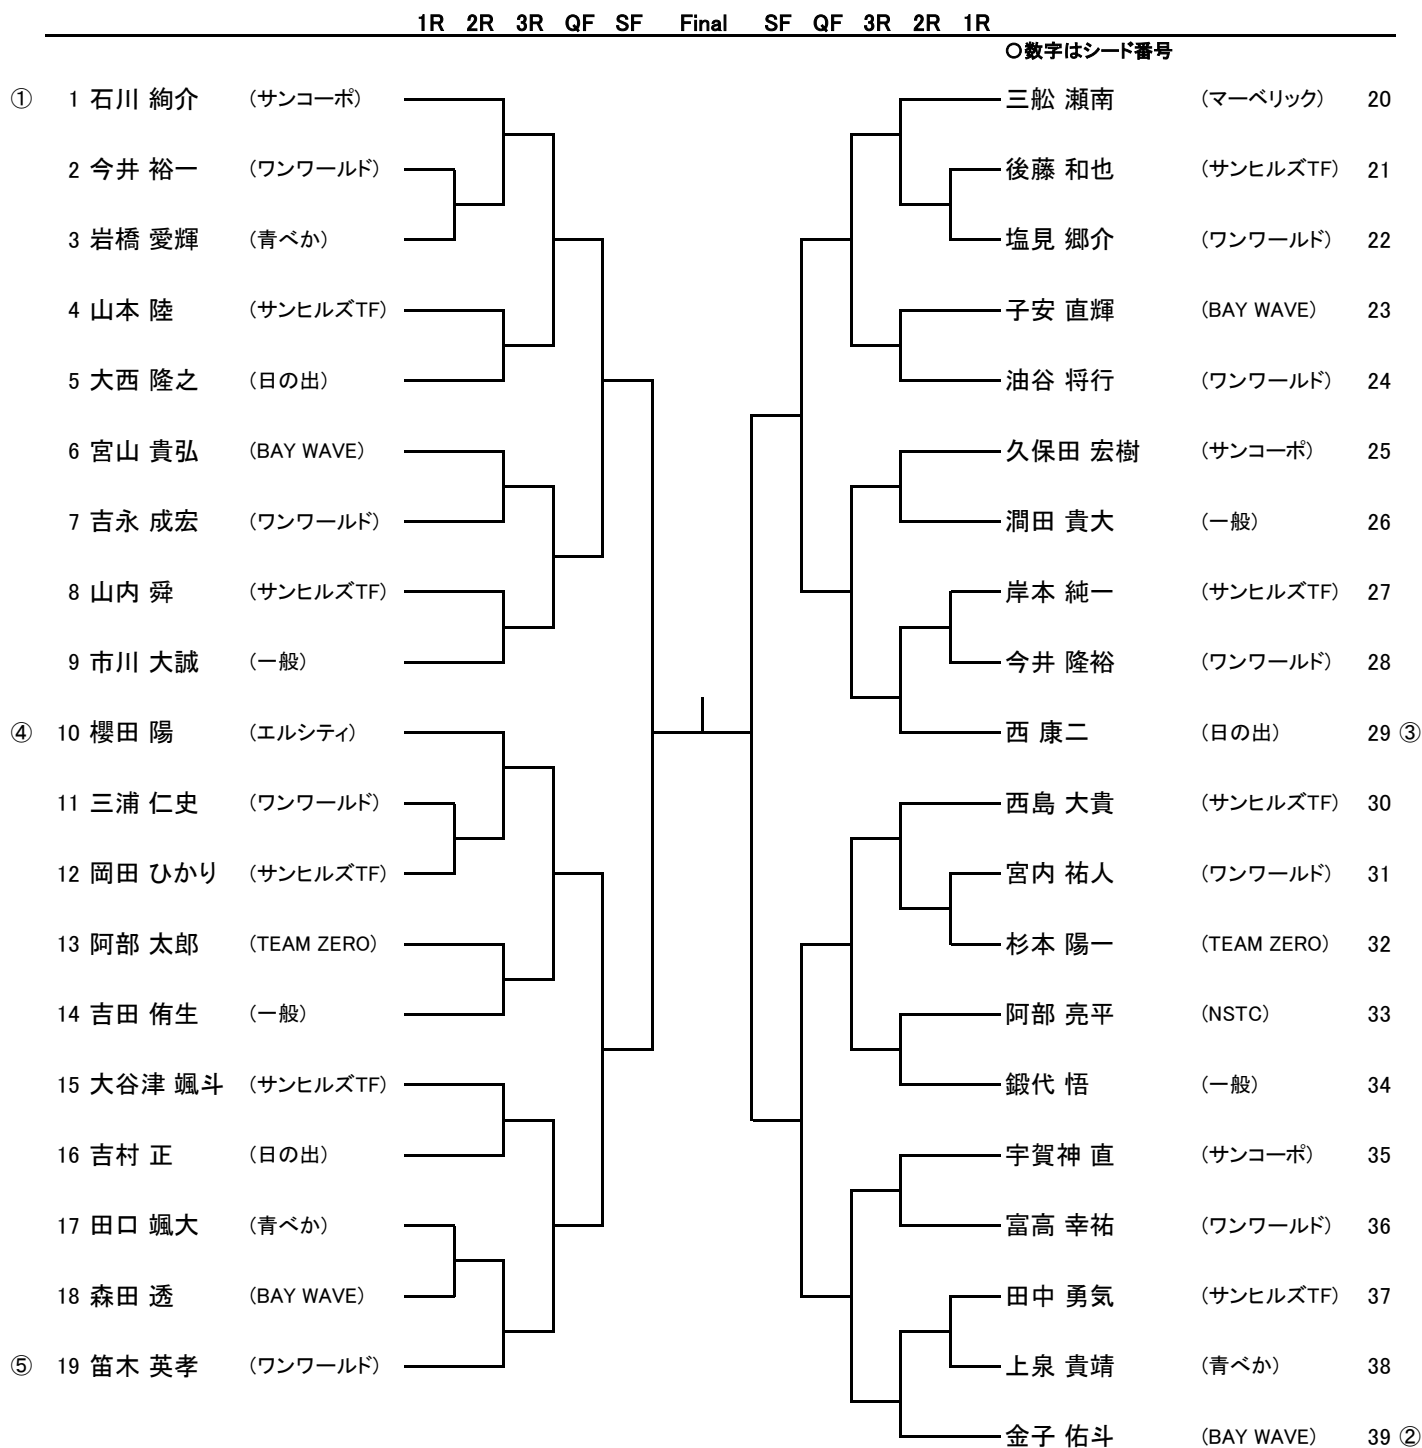 1R 2R 3R QF SF Final SF QF 3R 2R 1R
○数字はシード番号
① 1 石川 絢介 (サンコーポ) 三舩 瀬南 (マーベリック) 20
2 今井 裕一 (ワンワールド) 後藤 和也 (サンヒルズTF) 21
3 岩橋 愛輝 (青べか) 塩見 郷介 (ワンワールド) 22
4 山本 陸 (サンヒルズTF) 子安 直輝 (BAY WAVE) 23
5 大西 隆之 (日の出) 油谷 将行 (ワンワールド) 24
6 宮山 貴弘 (BAY WAVE) 久保田 宏樹 (サンコーポ) 25
7 吉永 成宏 (ワンワールド) 澗田 貴大 (一般) 26
8 山内 舜 (サンヒルズTF) 岸本 純一 (サンヒルズTF) 27
9 市川 大誠 (一般) 今井 隆裕 (ワンワールド) 28
④ 10 櫻田 陽 (エルシティ) 西 康二 (日の出) 29 ③
11 三浦 仁史 (ワンワールド) 西島 大貴 (サンヒルズTF) 30
12 岡田 ひかり (サンヒルズTF) 宮内 祐人 (ワンワールド) 31
13 阿部 太郎 (TEAM ZERO) 杉本 陽一 (TEAM ZERO) 32
14 吉田 侑生 (一般) 阿部 亮平 (NSTC) 33
15 大谷津 颯斗 (サンヒルズTF) 鍛代 悟 (一般) 34
16 吉村 正 (日の出) 宇賀神 直 (サンコーポ) 35
17 田口 颯大 (青べか) 富高 幸祐 (ワンワールド) 36
18 森田 透 (BAY WAVE) 田中 勇気 (サンヒルズTF) 37
⑤ 19 笛木 英孝 (ワンワールド) 上泉 貴靖 (青べか) 38
金子 佑斗 (BAY WAVE) 39 ②